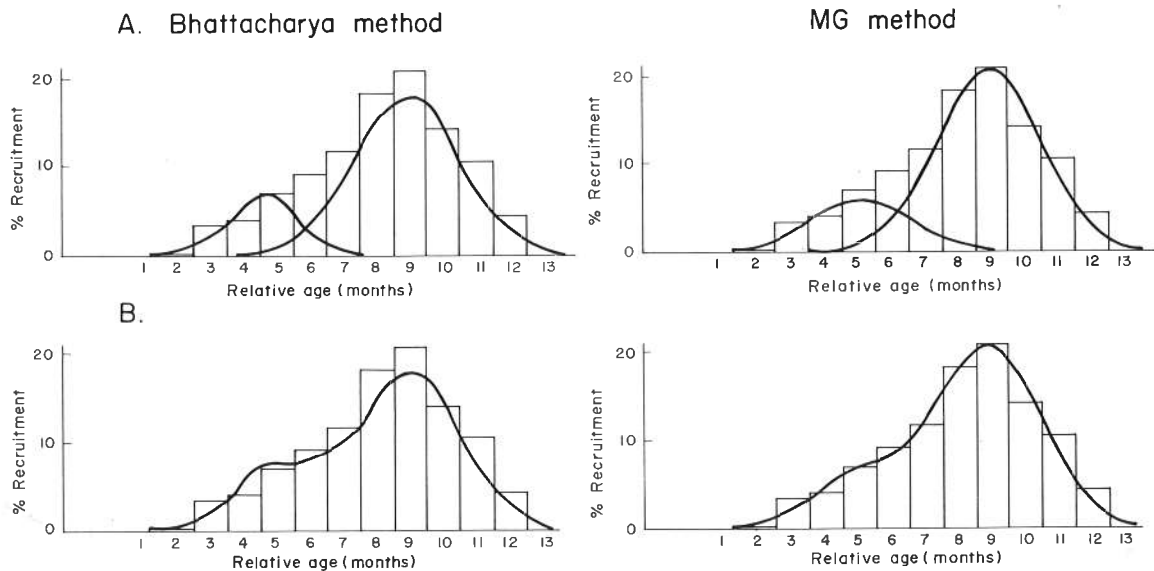 A. Bhattacharya method
MG method
% Recruitment
20
10
0
1 2 3 4 5 6 7 8 9 10 11 12 13
Relative age (months)
% Recruitment
20
10
0
1 2 3 4 5 6 7 8 9 10 11 12 13
Relative age (months)
B.
% Recruitment
20
10
0
1 2 3 4 5 6 7 8 9 10 11 12 13
Relative age (months)
% Recruitment
20
10
0
1 2 3 4 5 6 7 8 9 10 11 12 13
Relative age (months)